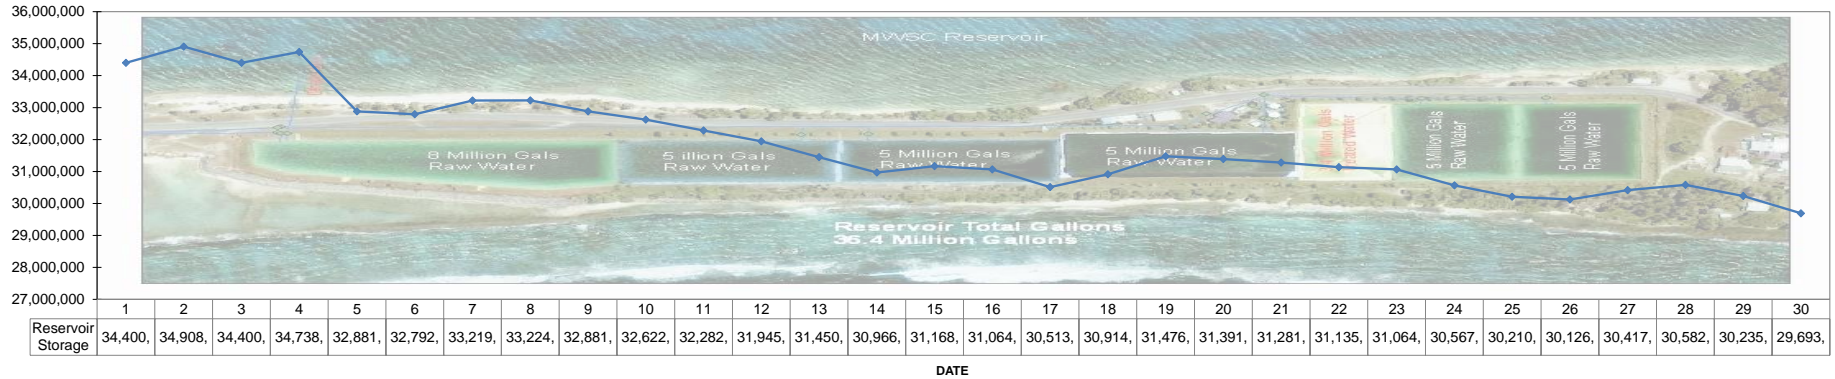 36,000,000
35,000,000
34,000,000
33,000,000
32,000,000
31,000,000
30,000,000
29,000,000
28,000,000
27,000,000
MWSC Reservoir
8 Million Gals
Raw Water
5 illion Gals
Raw Water
5 Million Gals
Raw Water
5 Million Gals
Raw Water
Million Gals
Water
5 Million Gals
Raw Water
5 Million Gals
Raw Water
Reservoir Total Gallons
36.4 Million Gallons
1 2 3 4 5 6 7 8 9 10 11 12 13 14 15 16 17 18 19 20 21 22 23 24 25 26 27 28 29 30
Reservoir Storage 34,400, 34,908, 34,400, 34,738, 32,881, 32,792, 33,219, 33,224, 32,881, 32,622, 32,282, 31,945, 31,450, 30,966, 31,168, 31,064, 30,513, 30,914, 31,476, 31,391, 31,281, 31,135, 31,064, 30,567, 30,210, 30,126, 30,417, 30,582, 30,235, 29,693,
DATE